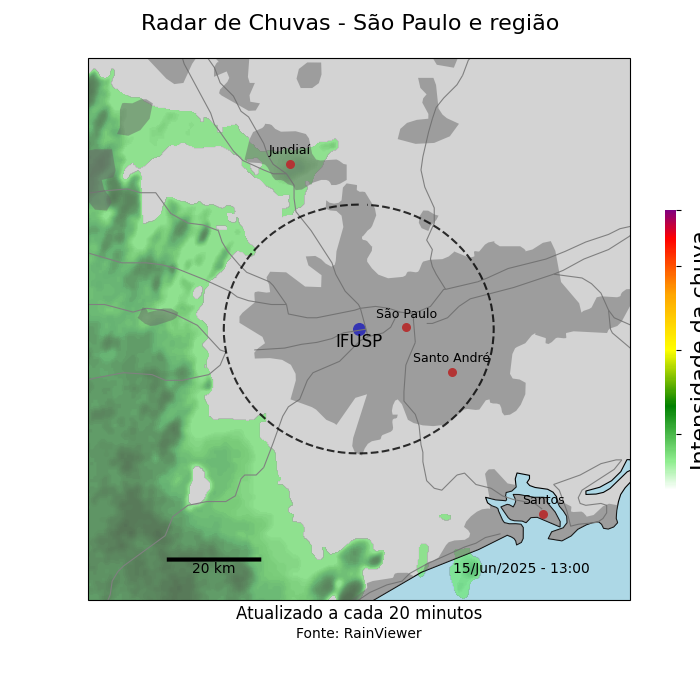 Radar de Chuvas - São Paulo e região
Jundiaí
São Paulo
IFUSP
Santo André
Santos
20 km
15/Jun/2025 - 13:00
Intensidade da chuva
Atualizado a cada 20 minutos
Fonte: RainViewer